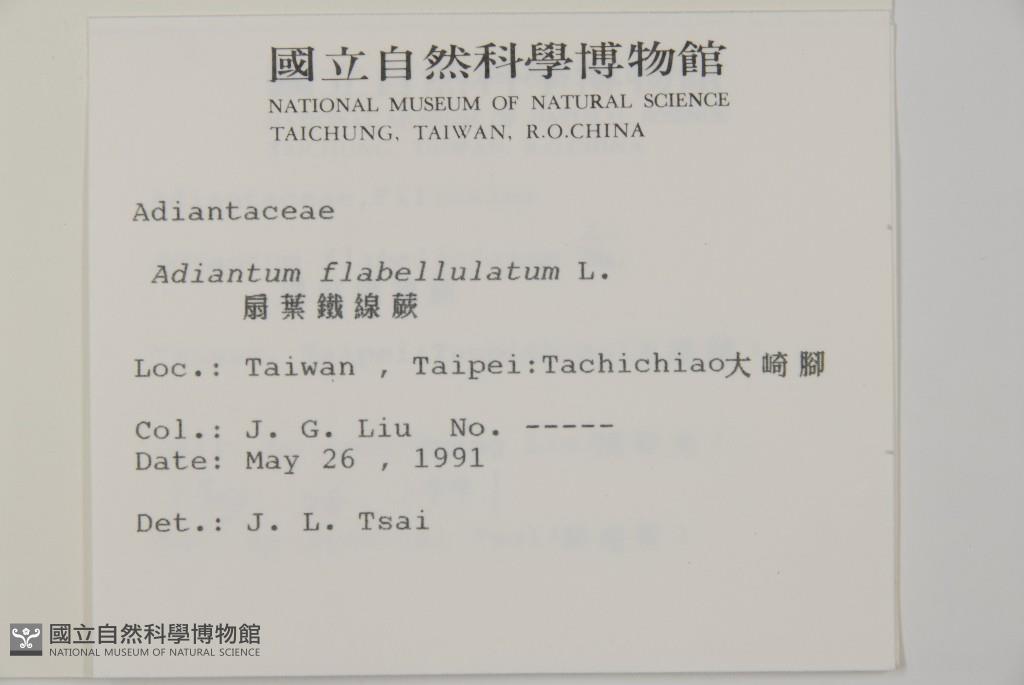 國立自然科學博物館
NATIONAL MUSEUM OF NATURAL SCIENCE
TAICHUNG, TAIWAN, R.O.CHINA
Adiantaceae
Adiantum flabellulatum L.
扇葉鐵線蕨
Loc.: Taiwan , Taipei:Tachichiao大崎腳
Col.: J. G. Liu No. -----
Date: May 26 , 1991
Det.: J. L. Tsai
國立自然科學博物館
NATIONAL MUSEUM OF NATURAL SCIENCE